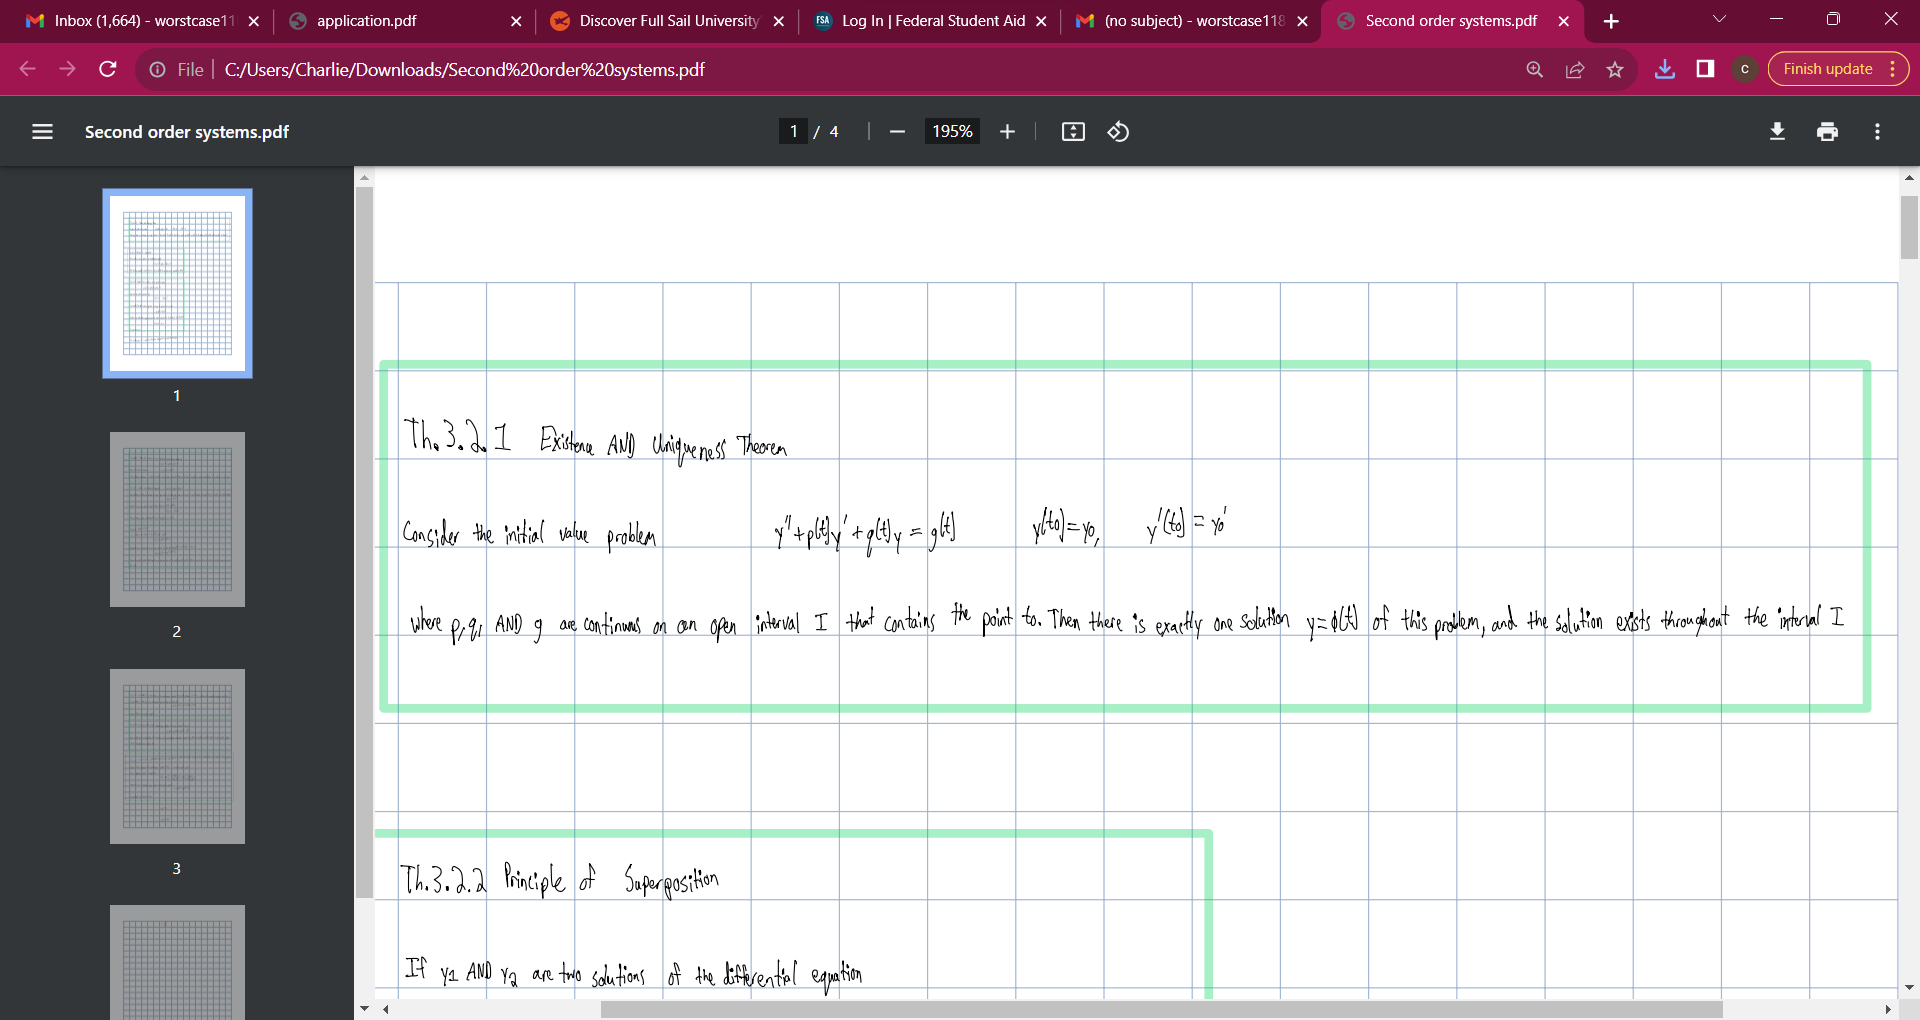 Inbox (1,664) - worstcase11
application.pdf
Discover Full Sail University
Log In | Federal Student Aid
(no subject) - worstcase118
Second order systems.pdf
File
C:/Users/Charlie/Downloads/Second%20order%20systems.pdf
c
Finish update
Second order systems.pdf
1 / 4
195%
1
2
3
Th.3.2.1 Existence AND Uniqueness Theorem
Consider the initial value problem y''+p(t)y'+q(t)y = g(t) y(t0)=y0, y'(t0) = y0'
where p,q, AND g are continuous on an open interval I that contains the point to. Then there is exactly one solution y=ϕ(t) of this problem, and the solution exists throughout the interval I
Th.3.2.2 Principle of Superposition
If y1 AND y2 are two solutions of the differential equation